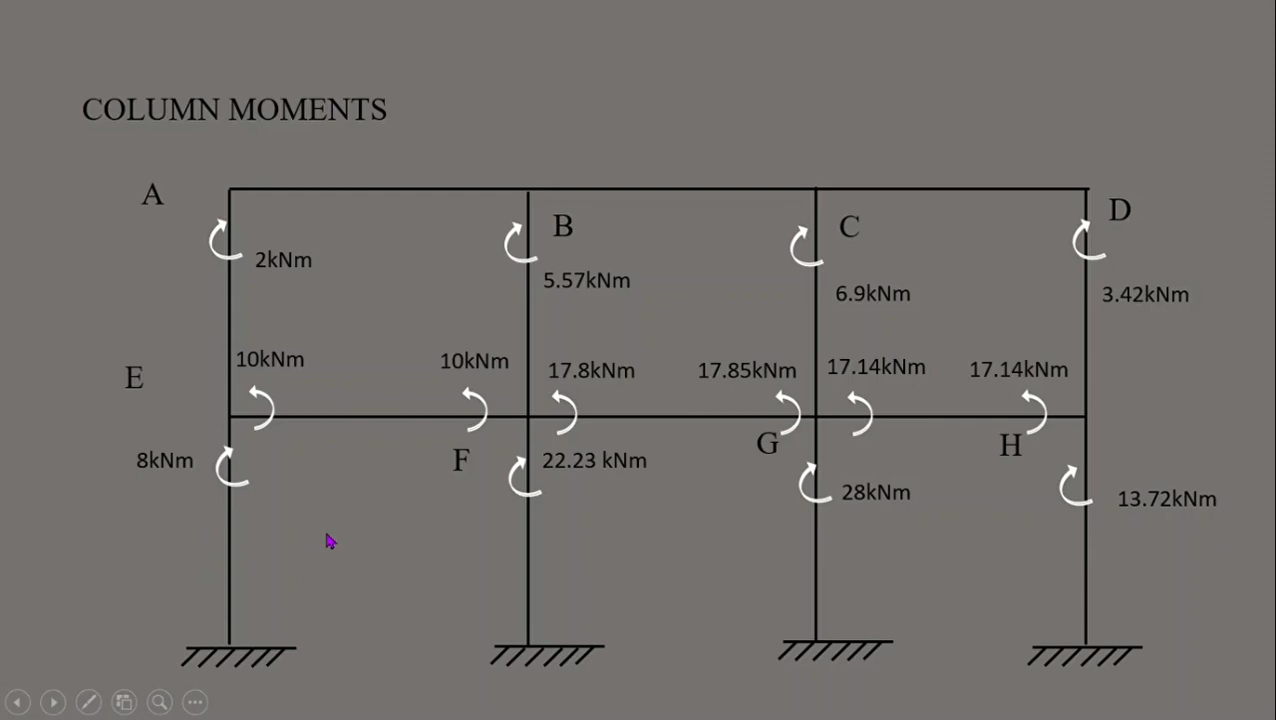 COLUMN MOMENTS
A
D
B
C
2kNm
5.57kNm
6.9kNm
3.42kNm
10kNm
10kNm
17.8kNm
17.85kNm
17.14kNm
17.14kNm
E
G
H
8kNm
F
22.23 kNm
28kNm
13.72kNm